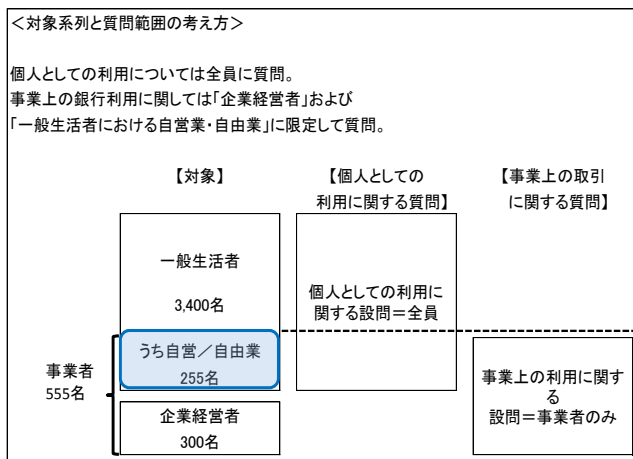 ＜対象系列と質問範囲の考え方＞
個人としての利用については全員に質問。
事業上の銀行利用に関しては「企業経営者」および
「一般生活者における自営業・自由業」に限定して質問。
【対象】
【個人としての
利用に関する質問】
【事業上の取引
に関する質問】
一般生活者
3,400名
個人としての利用に
関する設問＝全員
うち自営／自由業
255名
事業者
555名
企業経営者
300名
事業上の利用に関す
る
設問＝事業者のみ